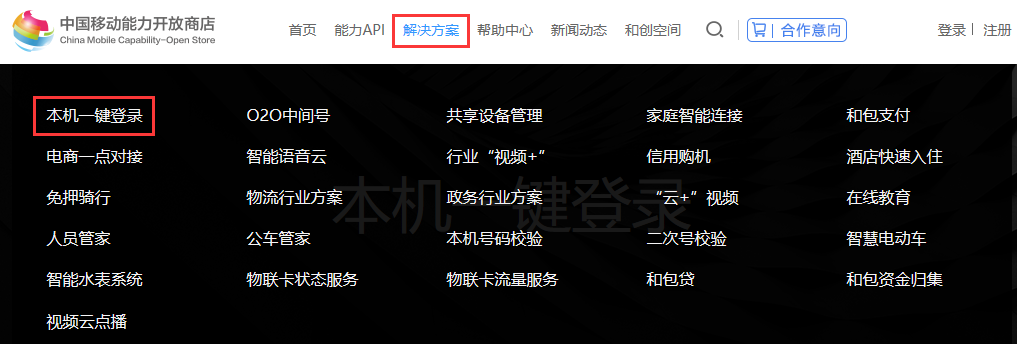 中国移动能力开放商店
China Mobile Capability-Open Store
首页 能力API 解决方案 帮助中心 新闻动态 和创空间 合作意向 登录 注册
本机一键登录 O2O中间号 共享设备管理 家庭智能连接 和包支付
电商一点对接 智能语音云 行业“视频+” 信用购机 酒店快速入住
免押骑行 物流行业方案 政务行业方案 “云+”视频 在线教育
本机一键登录
人员管家 公车管家 本机号码校验 二次号校验 智慧电动车
智能水表系统 物联卡状态服务 物联卡流量服务 和包贷 和包资金归集
视频云点播